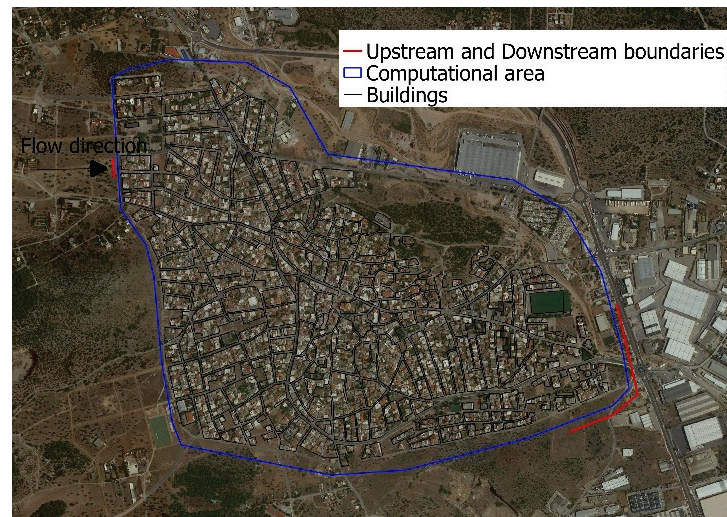 Upstream and Downstream boundaries
Computational area
Buildings
Flow direction